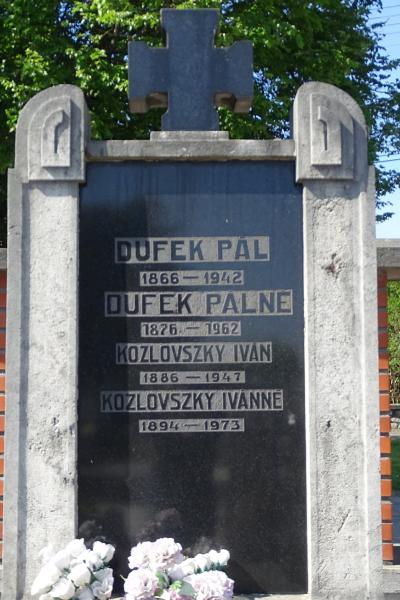 DUFEK PÁL
1866 — 1942
DUFEK PÁLNÉ
1876 — 1962
KOZLOVSZKY IVÁN
1886 — 1947
KOZLOVSZKY IVÁNNÉ
1894 — 1973